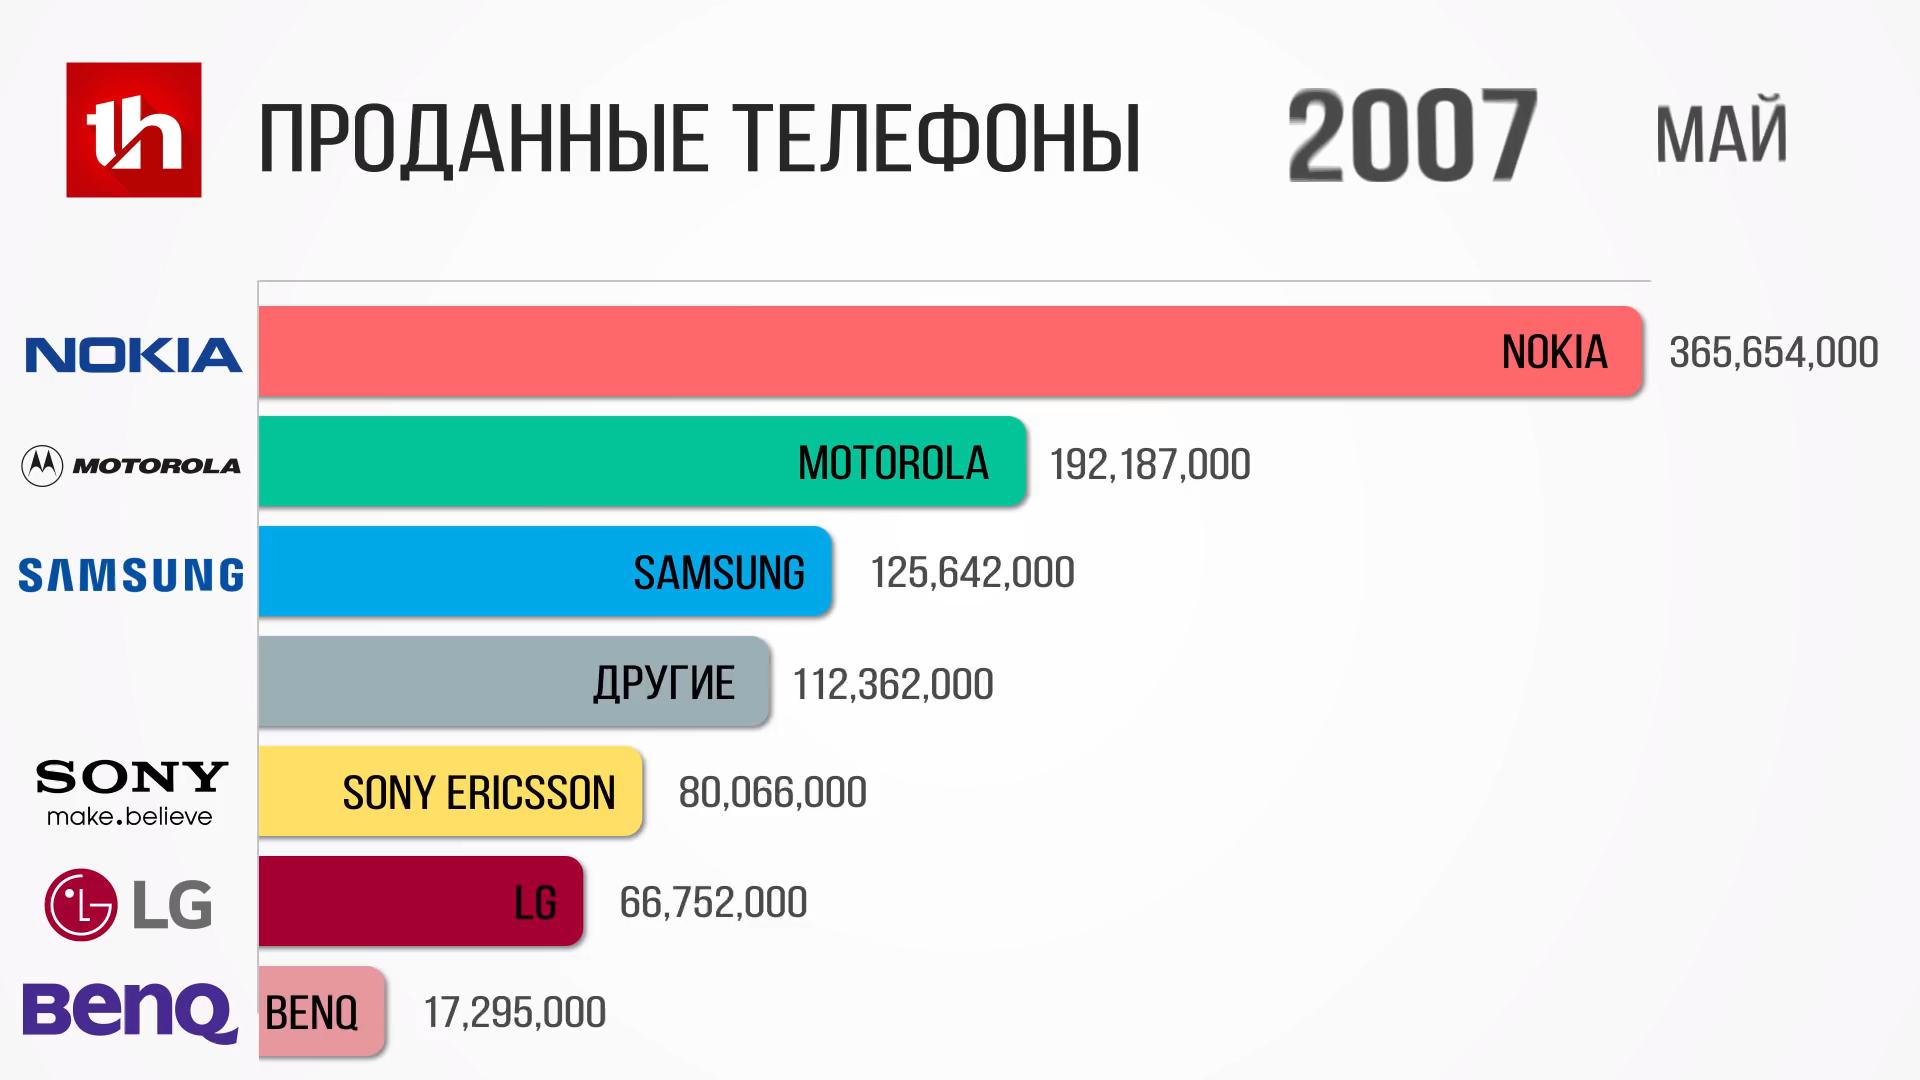 th ПРОДАННЫЕ ТЕЛЕФОНЫ 2007 МАЙ
NOKIA NOKIA 365,654,000
MOTOROLA MOTOROLA 192,187,000
SAMSUNG SAMSUNG 125,642,000
ДРУГИЕ 112,362,000
SONY
make.believe
SONY ERICSSON 80,066,000
LG LG LG 66,752,000
BenQ BENQ 17,295,000